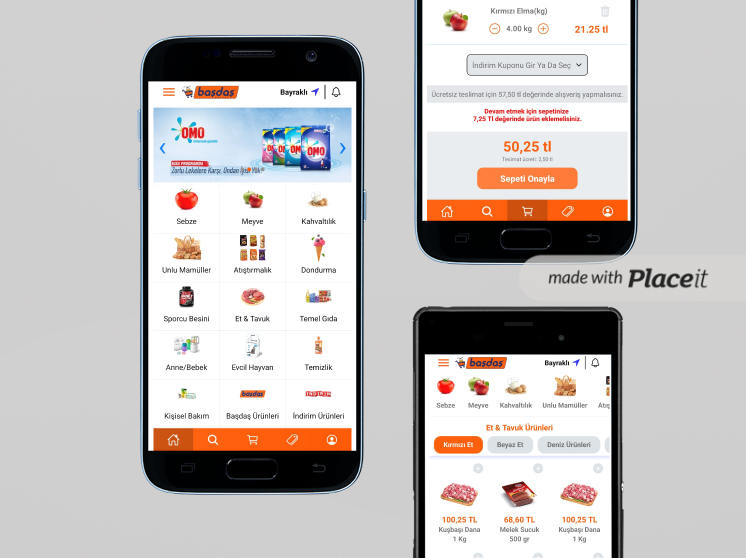 başdaş
Bayraklı
OMO
Zorlu Lekelere Karşı, Ondan İyisi Yok!
OMO
Sebze
Meyve
Kahvaltılık
Unlu Mamüller
Atıştırmalık
Dondurma
Sporcu Besini
Et & Tavuk
Temel Gıda
Anne/Bebek
Evcil Hayvan
Temizlik
başdaş
İNDİRİM
Kişisel Bakım
Başdaş Ürünleri
İndirim Ürünleri
Kırmızı Elma(kg)
4.00 kg
21.25 tl
İndirim Kuponu Gir Ya Da Seç
Ücretsiz teslimat için 57,50 tl değerinde alışveriş yapmalısınız.
Devam etmek için sepetinize
7,25 Tl değerinde ürün eklemelisiniz.
50,25 tl
Teslimat ücreti: 2,50 tl
Sepeti Onayla
made with Placeit
başdaş
Bayraklı
Sebze
Meyve
Kahvaltılık
Unlu Mamüller
Atış
Et & Tavuk Ürünleri
Kırmızı Et
Beyaz Et
Deniz Ürünleri
100,25 TL
Kuşbaşı Dana
1 Kg
68,60 TL
Melek Sucuk
500 gr
100,25 TL
Kuşbaşı Dana
1 Kg